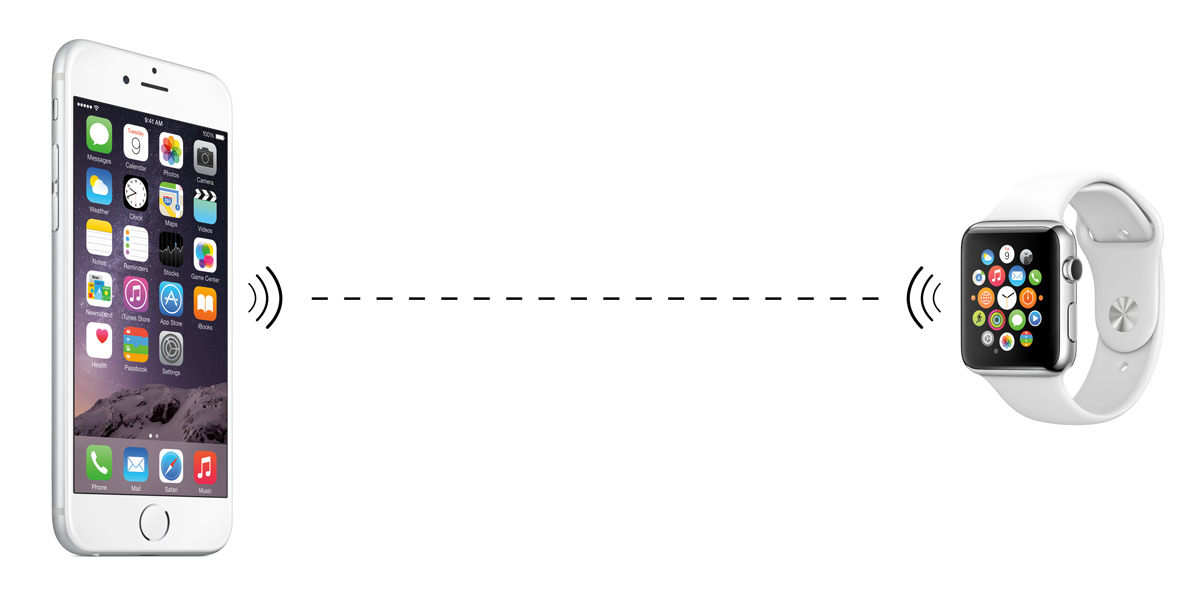 9:41 AM
100%
Tuesday
9
Messages
Calendar
Photos
Camera
Weather
Clock
Maps
Videos
Notes
Reminders
Stocks
Game Center
Newsstand
iTunes Store
App Store
iBooks
Health
Passbook
Settings
Phone
Mail
Safari
Music
9